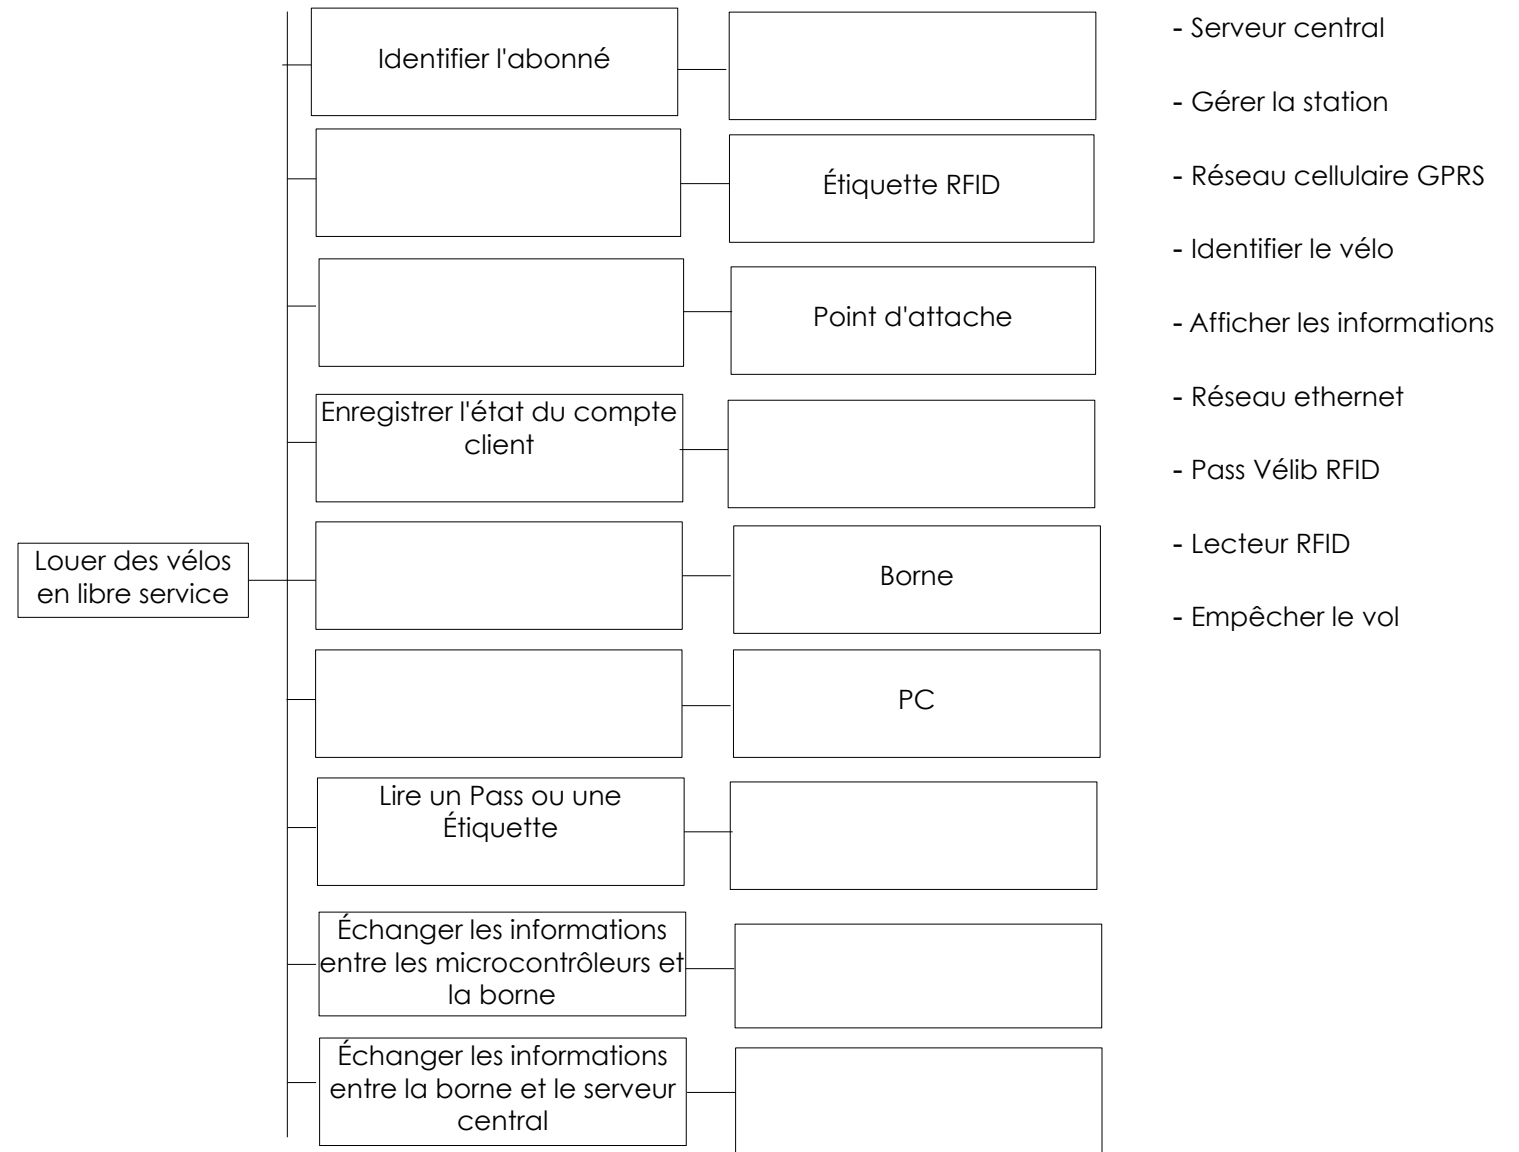 Identifier l'abonné
Étiquette RFID
Point d'attache
Enregistrer l'état du compte
client
Louer des vélos
en libre service
Borne
PC
Lire un Pass ou une
Étiquette
Échanger les informations
entre les microcontrôleurs et
la borne
Échanger les informations
entre la borne et le serveur
central
- Serveur central
- Gérer la station
- Réseau cellulaire GPRS
- Identifier le vélo
- Afficher les informations
- Réseau ethernet
- Pass Vélib RFID
- Lecteur RFID
- Empêcher le vol